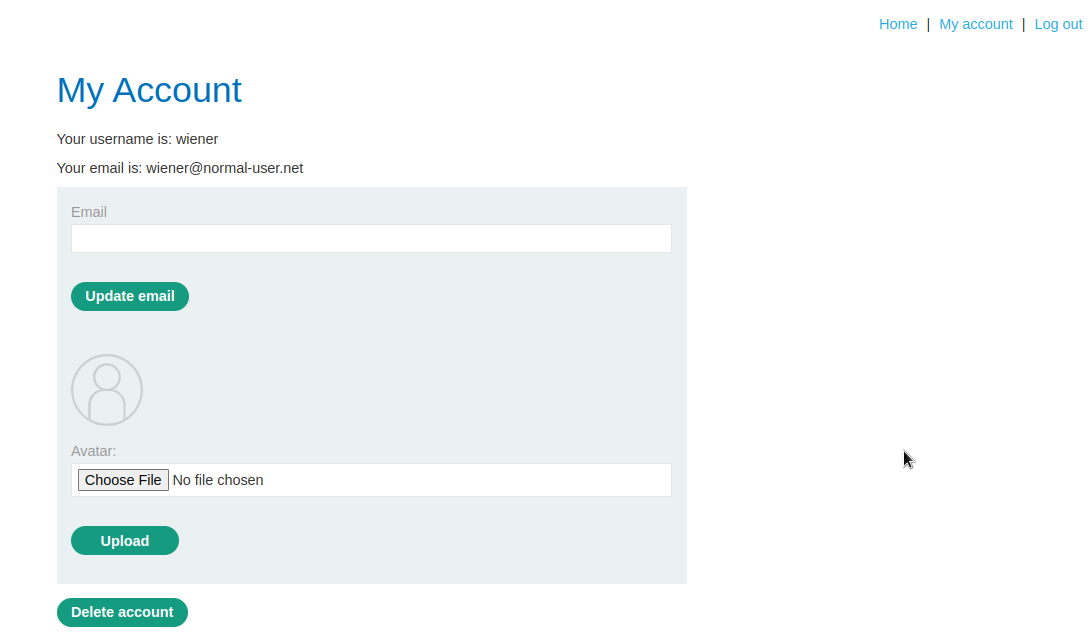 Home | My account | Log out
My Account
Your username is: wiener
Your email is: wiener@normal-user.net
Email
Update email
Avatar:
Choose File No file chosen
Upload
Delete account